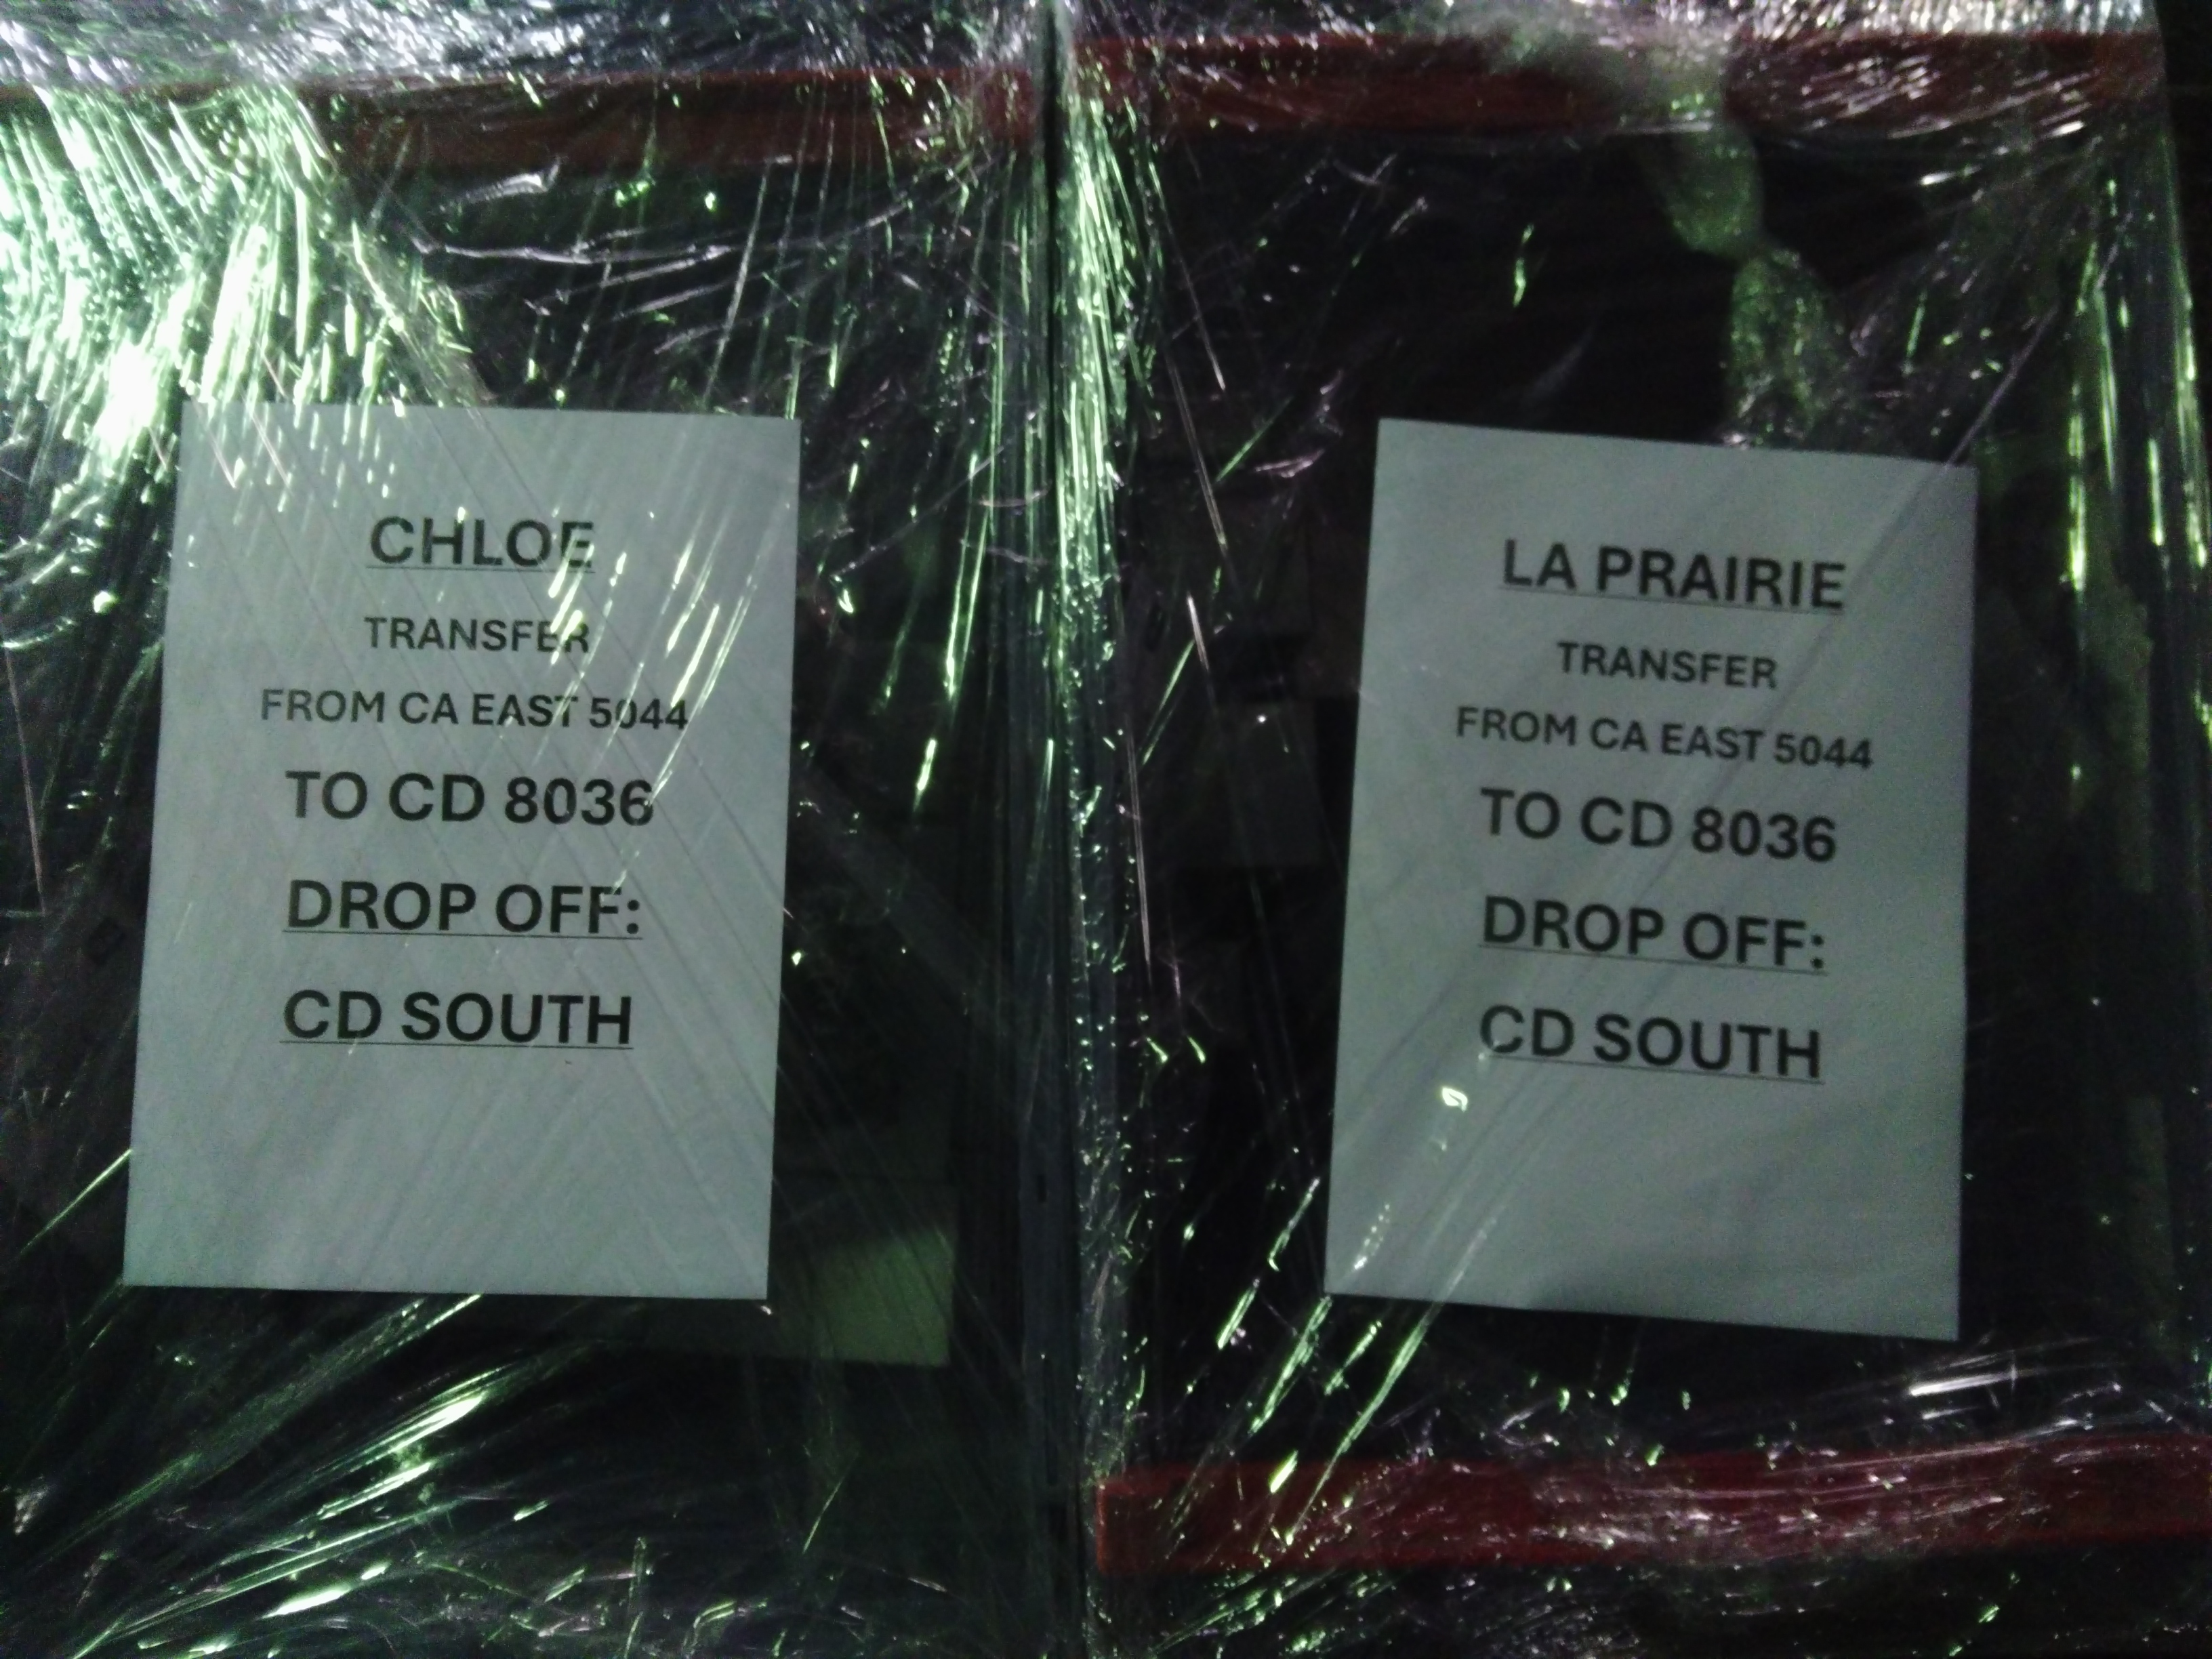 CHLOE
TRANSFER
FROM CA EAST 5044
TO CD 8036
DROP OFF:
CD SOUTH
LA PRAIRIE
TRANSFER
FROM CA EAST 5044
TO CD 8036
DROP OFF:
CD SOUTH